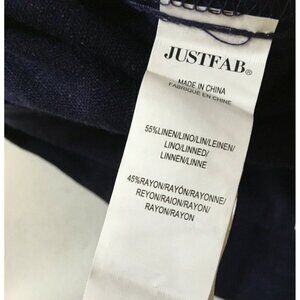 JUSTFAB®
MADE IN CHINA
FABRIQUE EN CHINE
55%LINEN/LINO/LIN/LEINEN/
LINO/LINNED/
LINNEN/LINNE
45%RAYON/RAYÓN/RAYONNE/
REYON/RAION/RAYON/
RAYON/RAYON